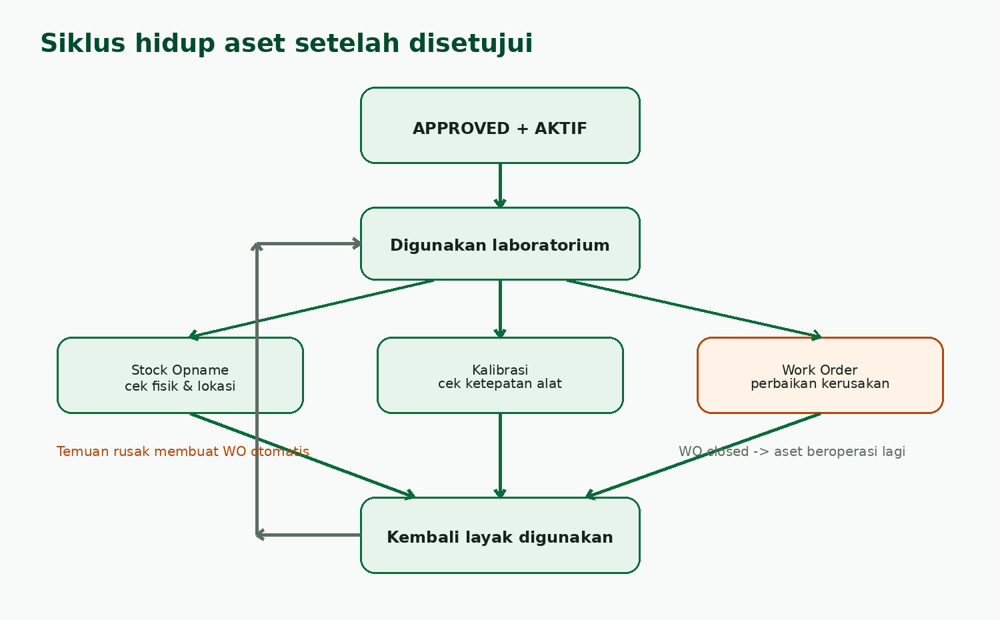 Siklus hidup aset setelah disetujui
APPROVED + AKTIF
Digunakan laboratorium
Stock Opname
cek fisik & lokasi
Kalibrasi
cek ketepatan alat
Work Order
perbaikan kerusakan
Temuan rusak membuat WO otomatis
WO closed -> aset beroperasi lagi
Kembali layak digunakan